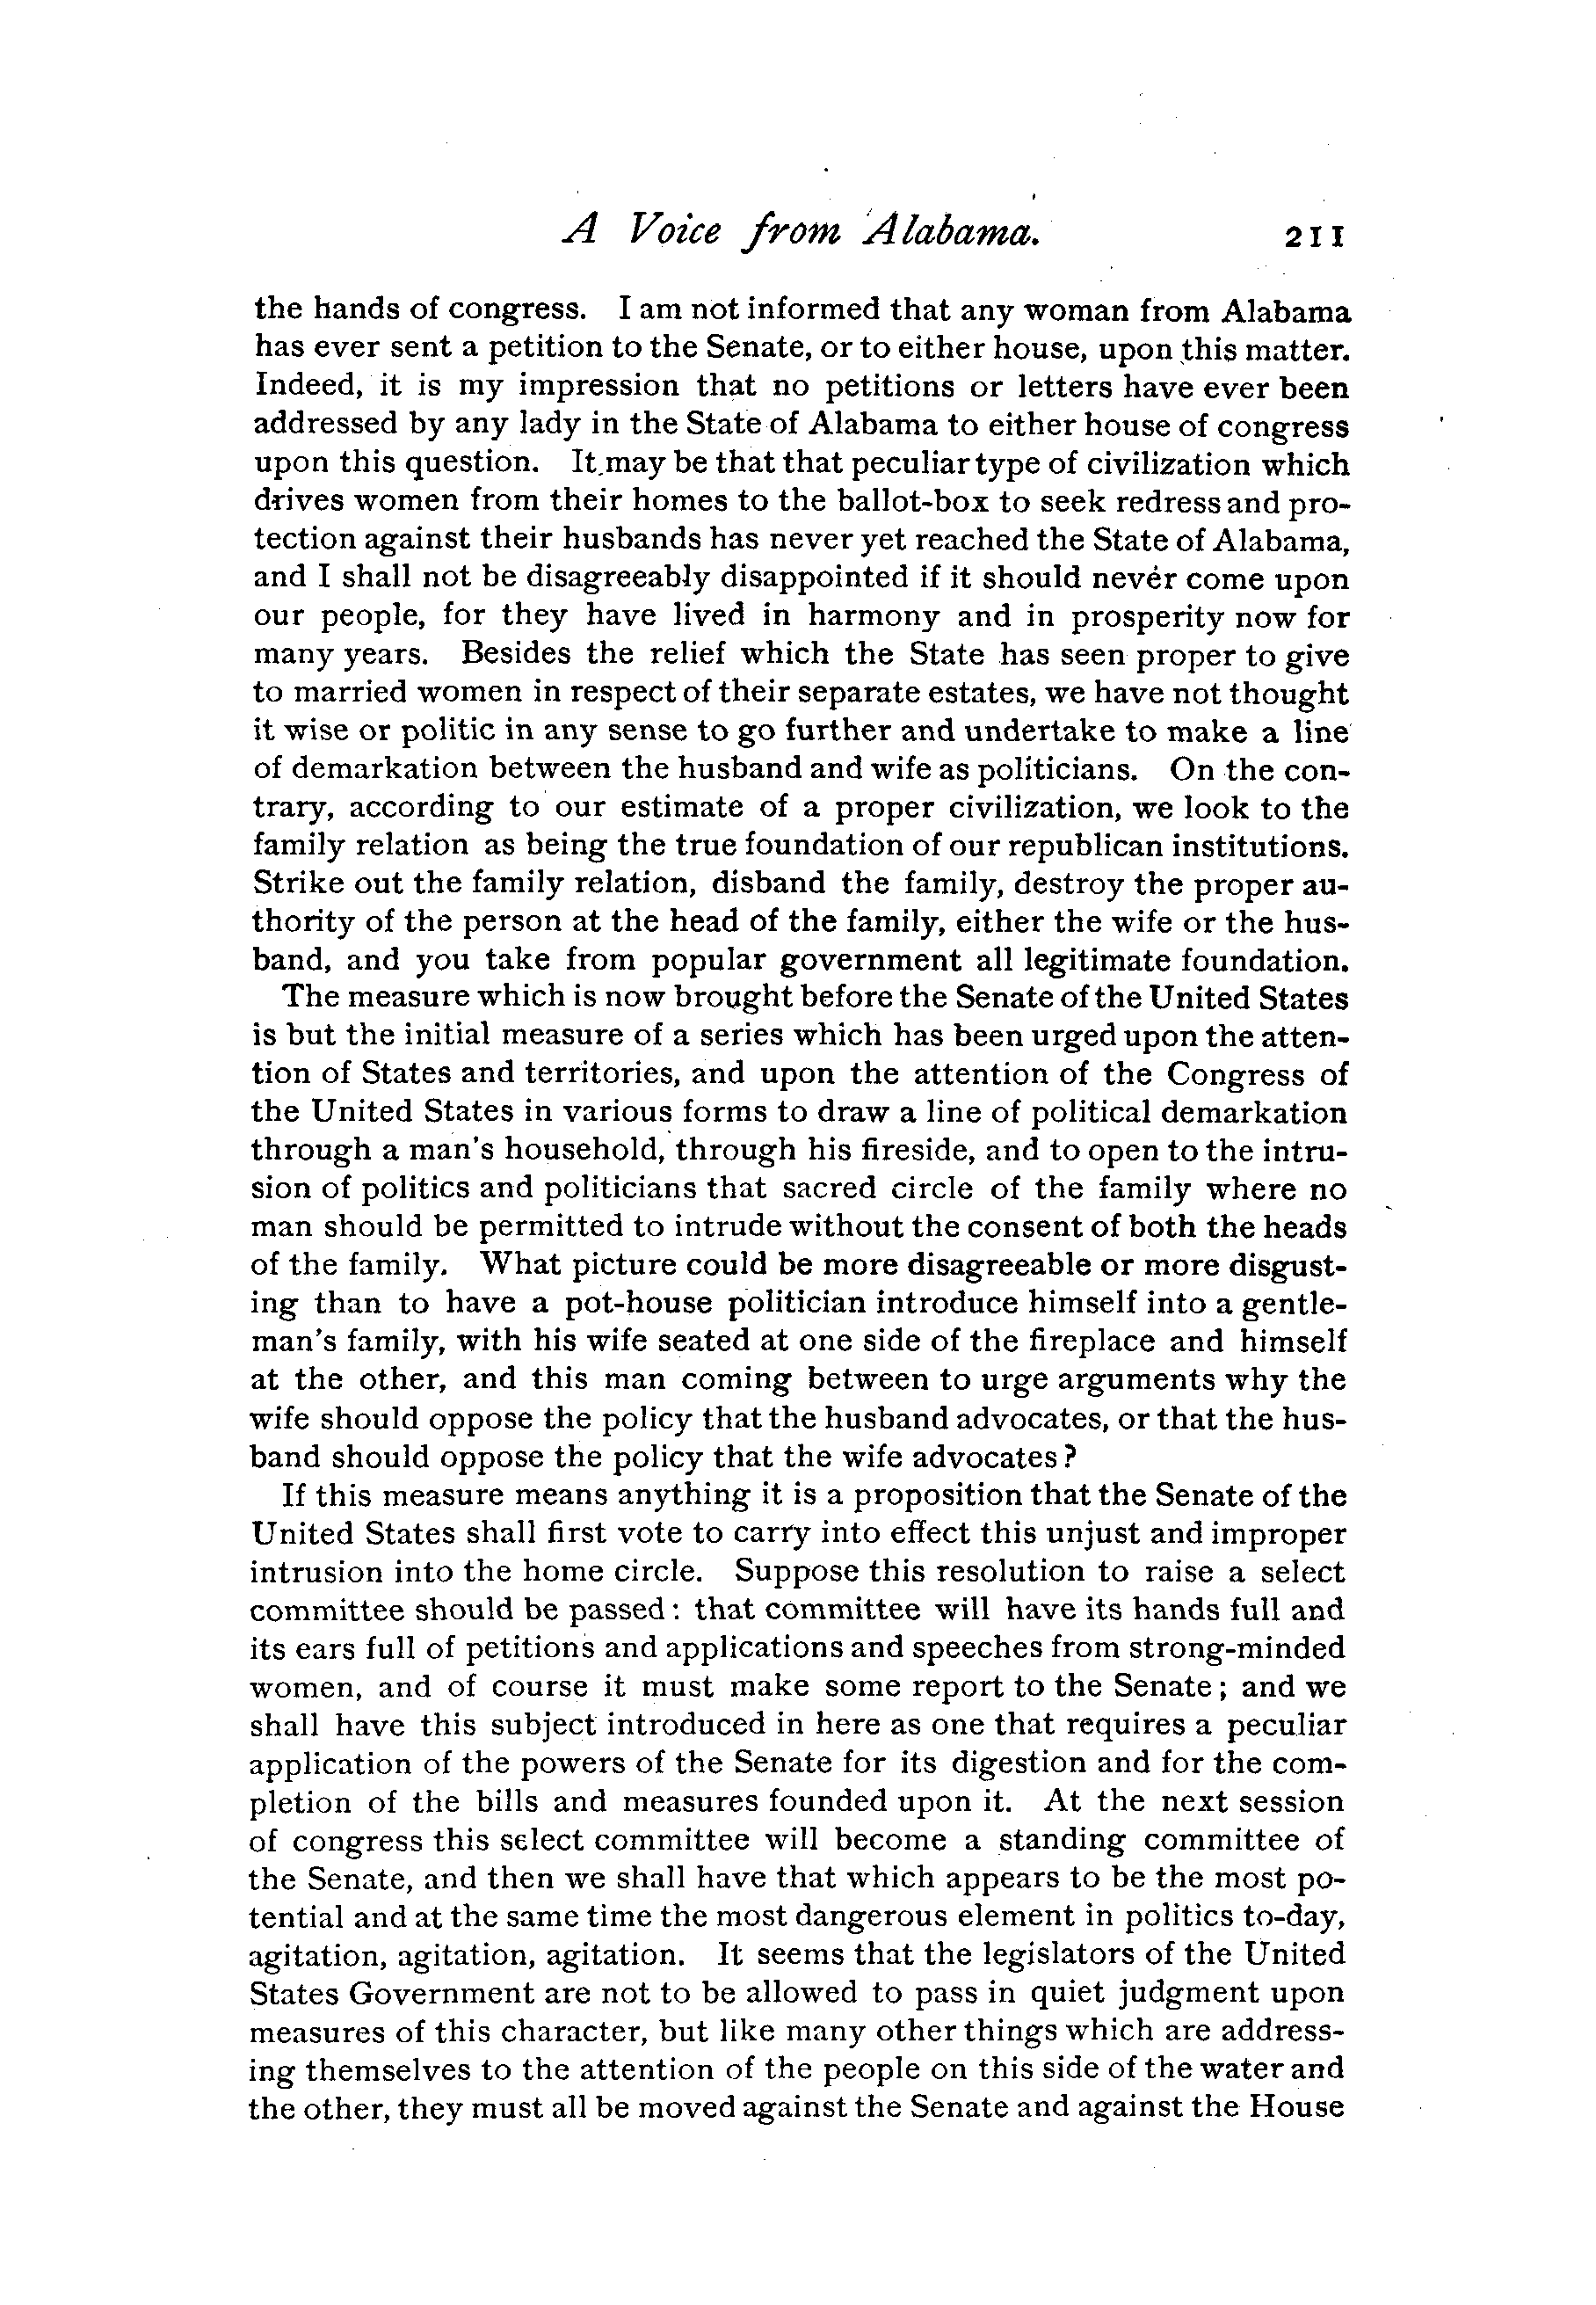 A Voice from Alabama. 211
the hands of congress. I am not informed that any woman from Alabama
has ever sent a petition to the Senate, or to either house, upon this matter.
Indeed, it is my impression that no petitions or letters have ever been
addressed by any lady in the State of Alabama to either house of congress
upon this question. It may be that that peculiar type of civilization which
drives women from their homes to the ballot-box to seek redress and pro-
tection against their husbands has never yet reached the State of Alabama,
and I shall not be disagreeably disappointed if it should never come upon
our people, for they have lived in harmony and in prosperity now for
many years. Besides the relief which the State has seen proper to give
to married women in respect of their separate estates, we have not thought
it wise or politic in any sense to go further and undertake to make a line
of demarkation between the husband and wife as politicians. On the con-
trary, according to our estimate of a proper civilization, we look to the
family relation as being the true foundation of our republican institutions.
Strike out the family relation, disband the family, destroy the proper au-
thority of the person at the head of the family, either the wife or the hus-
band, and you take from popular government all legitimate foundation.
The measure which is now brought before the Senate of the United States
is but the initial measure of a series which has been urged upon the atten-
tion of States and territories, and upon the attention of the Congress of
the United States in various forms to draw a line of political demarkation
through a man's household, through his fireside, and to open to the intru-
sion of politics and politicians that sacred circle of the family where no
man should be permitted to intrude without the consent of both the heads
of the family. What picture could be more disagreeable or more disgust-
ing than to have a pot-house politician introduce himself into a gentle-
man's family, with his wife seated at one side of the fireplace and himself
at the other, and this man coming between to urge arguments why the
wife should oppose the policy that the husband advocates, or that the hus-
band should oppose the policy that the wife advocates?
If this measure means anything it is a proposition that the Senate of the
United States shall first vote to carry into effect this unjust and improper
intrusion into the home circle. Suppose this resolution to raise a select
committee should be passed: that committee will have its hands full and
its ears full of petitions and applications and speeches from strong-minded
women, and of course it must make some report to the Senate; and we
shall have this subject introduced in here as one that requires a peculiar
application of the powers of the Senate for its digestion and for the com-
pletion of the bills and measures founded upon it. At the next session
of congress this select committee will become a standing committee of
the Senate, and then we shall have that which appears to be the most po-
tential and at the same time the most dangerous element in politics to-day,
agitation, agitation, agitation. It seems that the legislators of the United
States Government are not to be allowed to pass in quiet judgment upon
measures of this character, but like many other things which are address-
ing themselves to the attention of the people on this side of the water and
the other, they must all be moved against the Senate and against the House